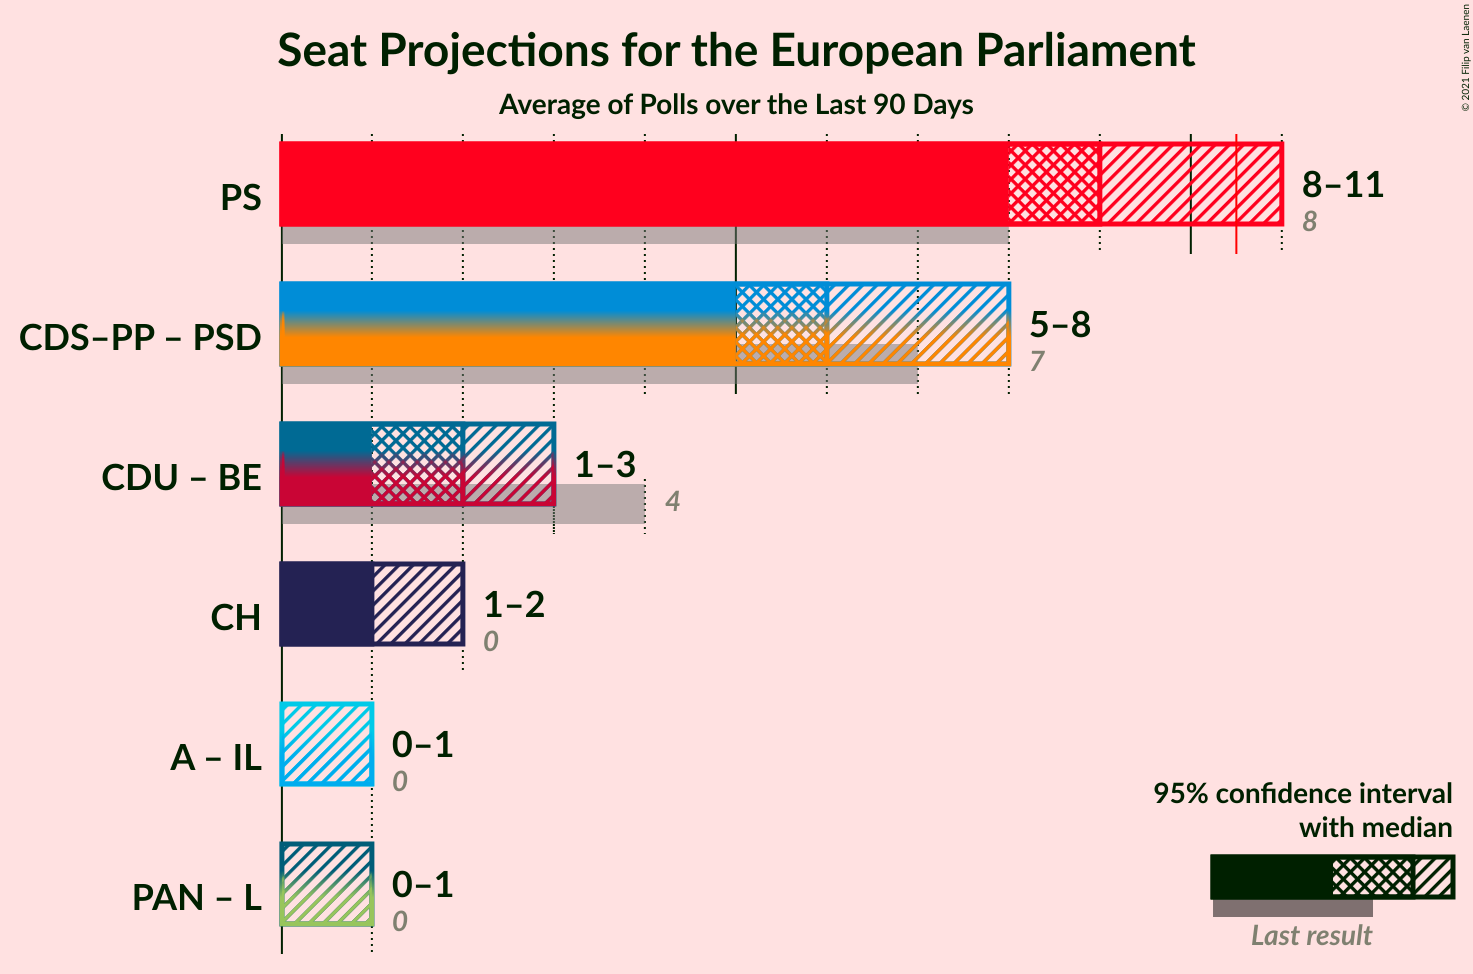 Seat Projections for the European Parliament
Average of Polls over the Last 90 Days
© 2021 Filip van Laenen
PS
8–11
8
CDS–PP – PSD
5–8
7
CDU – BE
1–3
4
CH
1–2
0
A – IL
0–1
0
PAN – L
0–1
0
95% confidence interval
with median
Last result